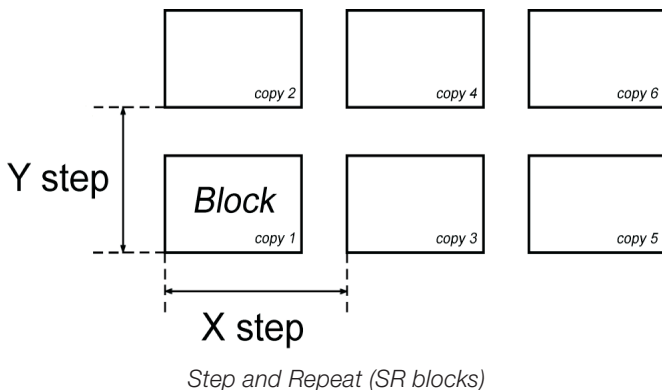 copy 2
copy 4
copy 6
Y step
Block
copy 1
copy 3
copy 5
X step
Step and Repeat (SR blocks)